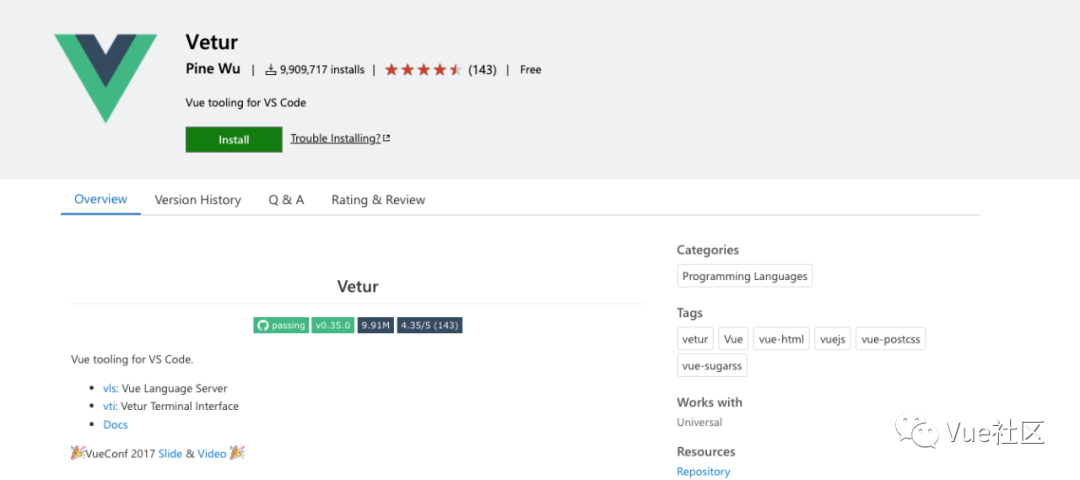 Vetur
Pine Wu | 9,909,717 installs | (143) | Free
Vue tooling for VS Code
Install Trouble Installing?
Overview Version History Q & A Rating & Review
Vetur
passing v0.35.0 9.91M 4.35/5 (143)
Vue tooling for VS Code.
• vls: Vue Language Server
• vti: Vetur Terminal Interface
• Docs
🎉VueConf 2017 Slide & Video 🎉
Categories
Programming Languages
Tags
vetur Vue vue-html vuejs vue-postcss
vue-sugarss
Works with
Universal
Resources
Repository
Vue社区